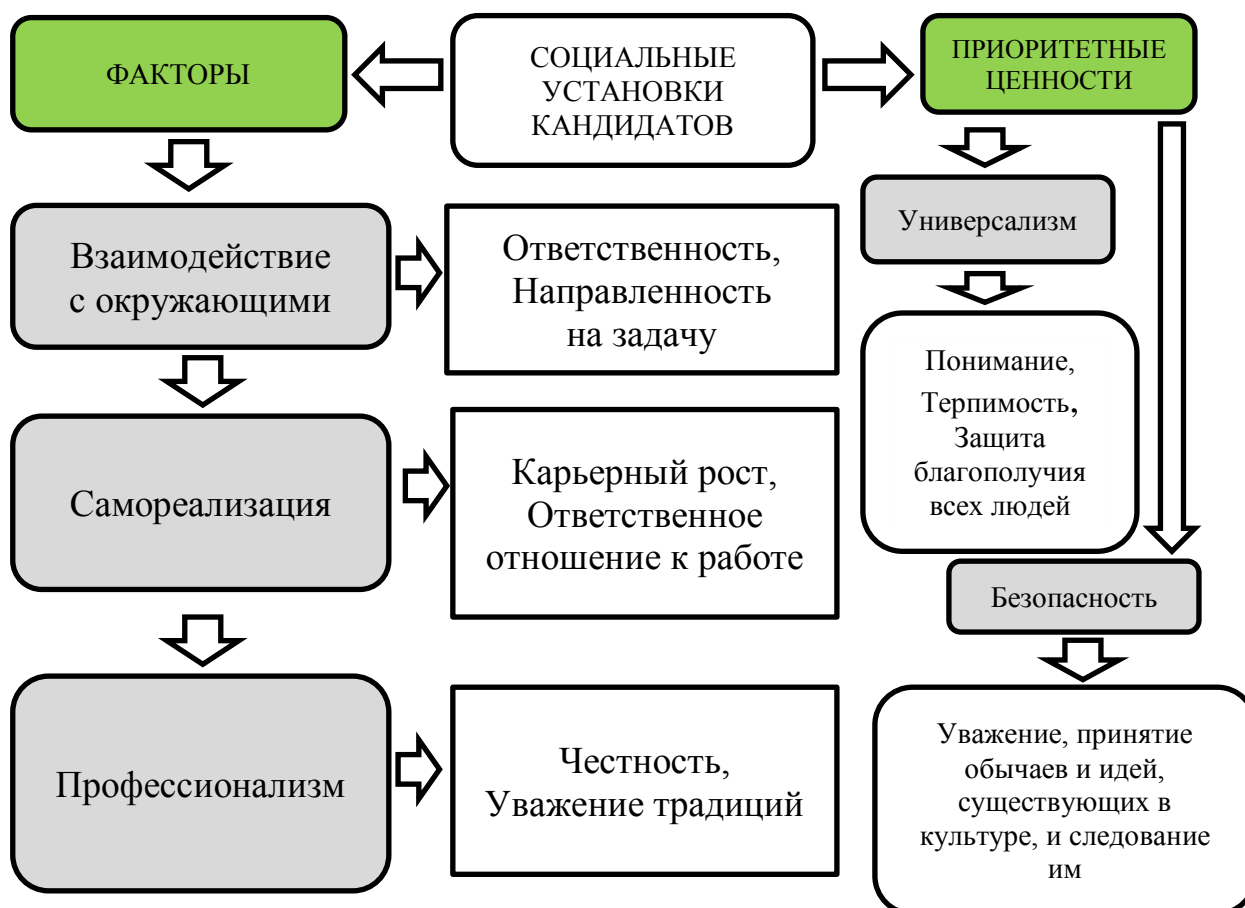 ФАКТОРЫ
СОЦИАЛЬНЫЕ
УСТАНОВКИ
КАНДИДАТОВ
ПРИОРИТЕТНЫЕ
ЦЕННОСТИ
Взаимодействие
с окружающими
Ответственность,
Направленность
на задачу
Самореализация
Карьерный рост,
Ответственное
отношение к работе
Профессионализм
Честность,
Уважение традиций
Универсализм
Понимание,
Терпимость,
Защита
благополучия
всех людей
Безопасность
Уважение, принятие
обычаев и идей,
существующих в
культуре, и следование
им